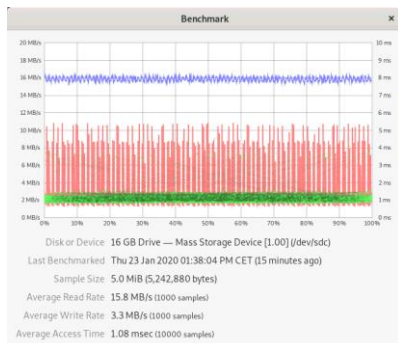 Benchmark ×
20 MB/s 10 ms
18 MB/s 9 ms
16 MB/s 8 ms
14 MB/s 7 ms
12 MB/s 6 ms
10 MB/s 5 ms
8 MB/s 4 ms
6 MB/s 3 ms
4 MB/s 2 ms
2 MB/s 1 ms
0 MB/s 0 ms
0% 10% 20% 30% 40% 50% 60% 70% 80% 90% 100%
Disk or Device 16 GB Drive — Mass Storage Device [1.00] (/dev/sdc)
Last Benchmarked Thu 23 Jan 2020 01:38:04 PM CET (15 minutes ago)
Sample Size 5.0 MiB (5,242,880 bytes)
Average Read Rate 15.8 MB/s (1000 samples)
Average Write Rate 3.3 MB/s (1000 samples)
Average Access Time 1.08 msec (10000 samples)